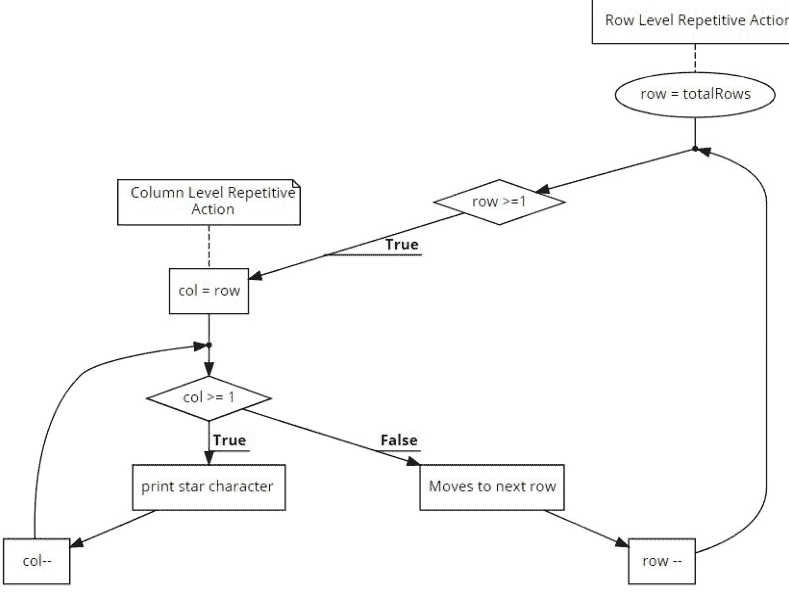 Row Level Repetitive Action
row = totalRows
row >=1
Column Level Repetitive
Action
True
col = row
col >= 1
True
False
print star character
Moves to next row
col--
row --